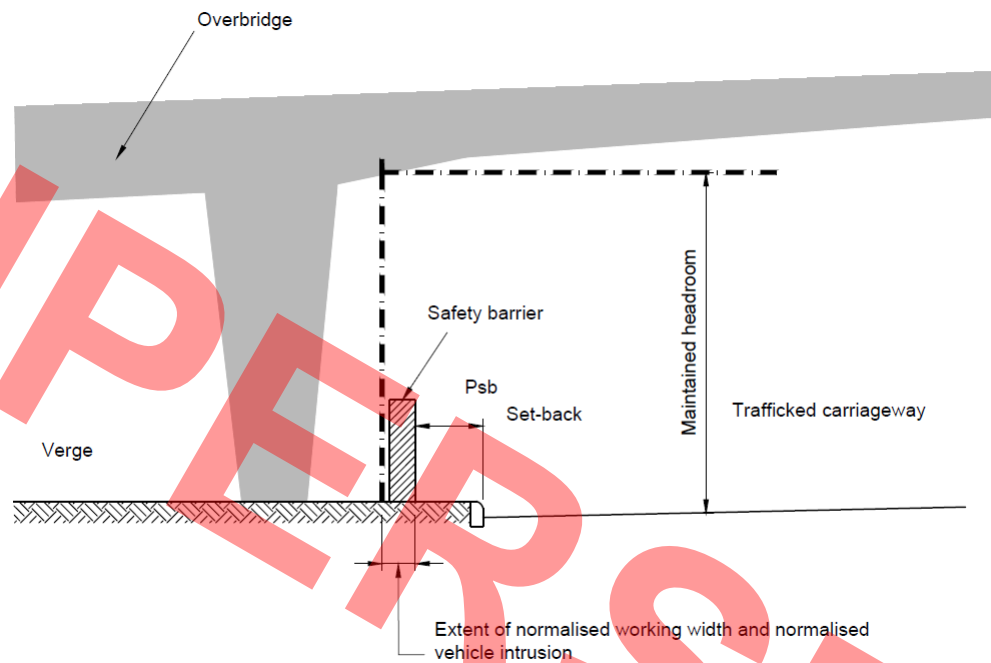 Overbridge
Safety barrier
Psb
Set-back
Maintained headroom
Trafficked carriageway
Verge
Extent of normalised working width and normalised
vehicle intrusion